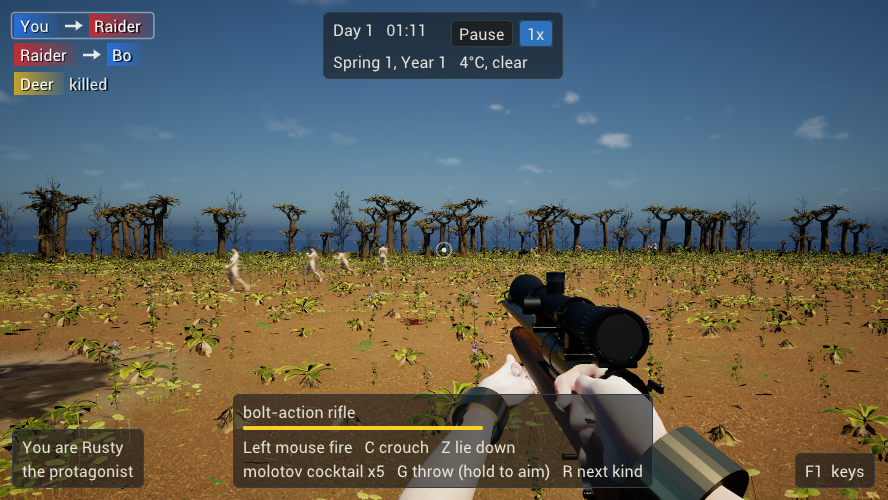 You → Raider
Raider → Bo
Deer killed
Day 1 01:11 Pause 1x
Spring 1, Year 1 4°C, clear
bolt-action rifle
Left mouse fire C crouch Z lie down
molotov cocktail x5 G throw (hold to aim) R next kind
You are Rusty
the protagonist
F1 keys